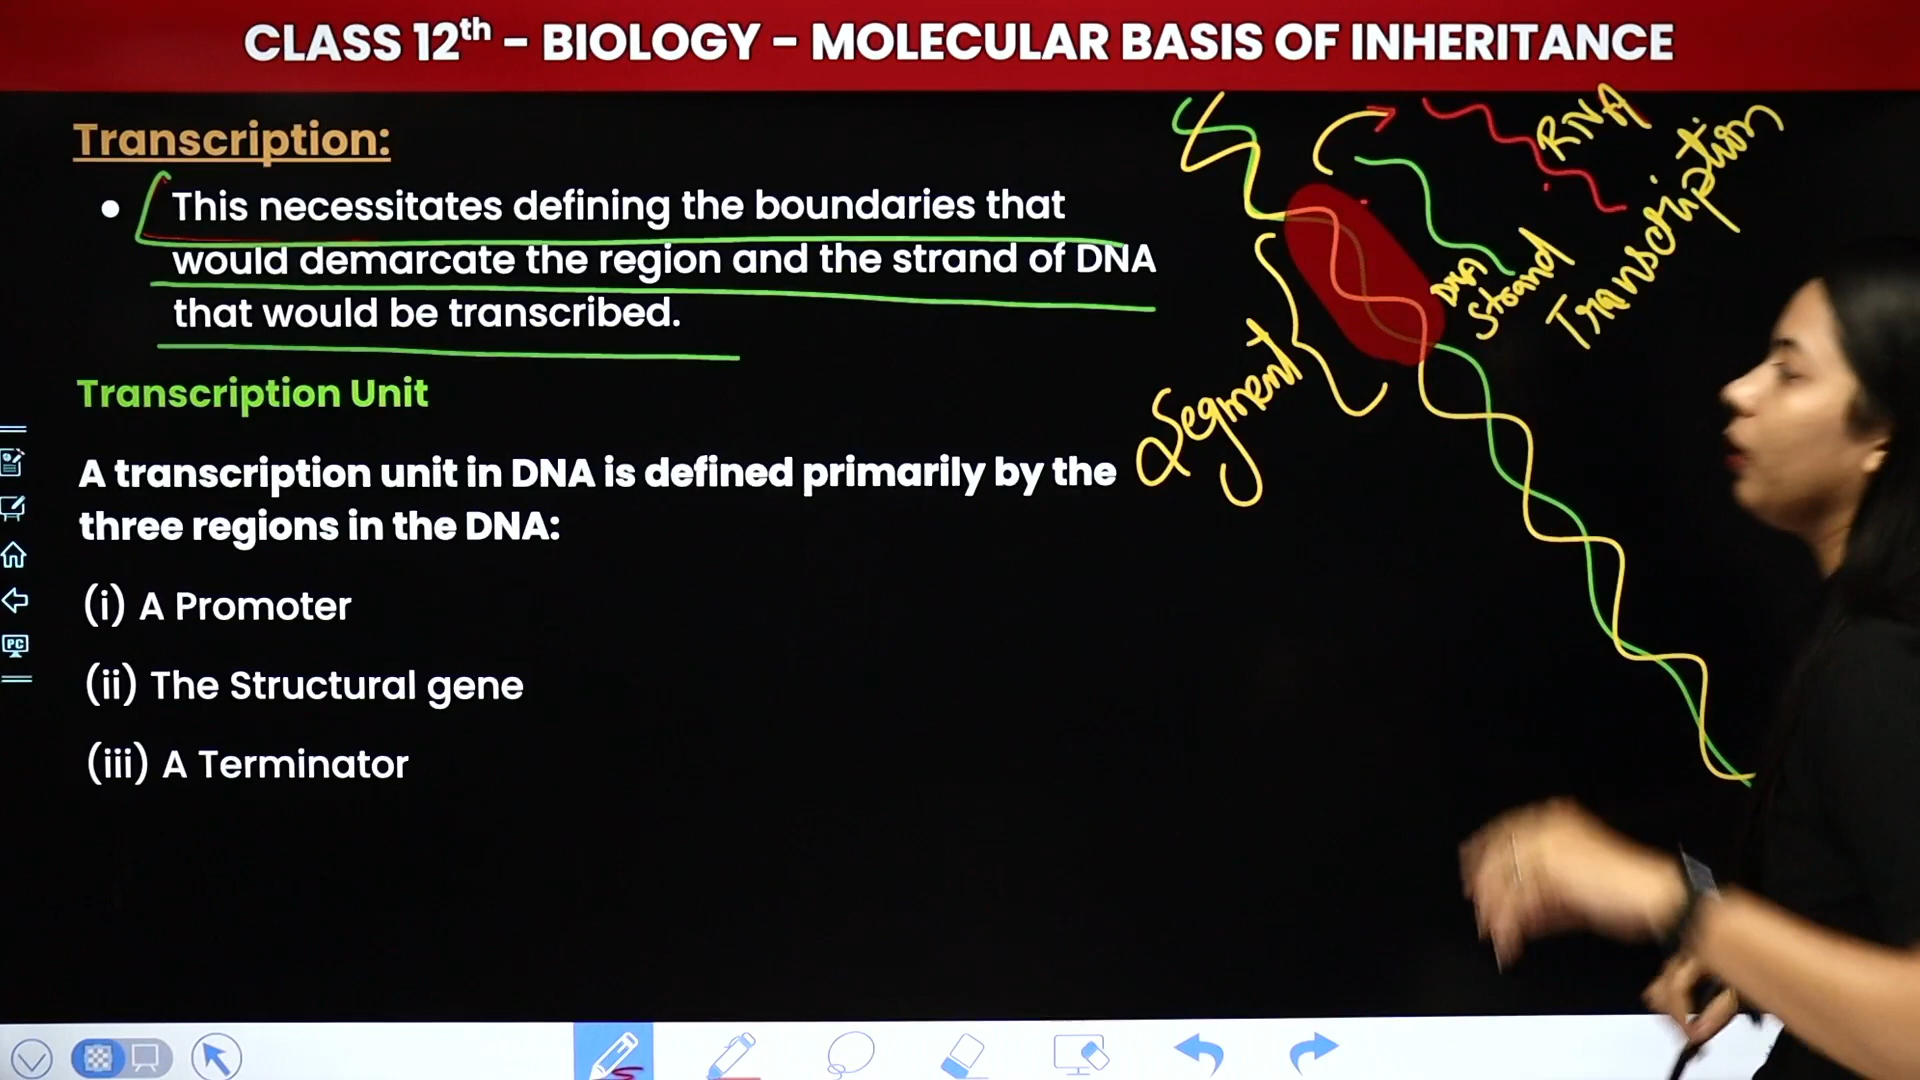 CLASS 12th - BIOLOGY - MOLECULAR BASIS OF INHERITANCE
Transcription:
• This necessitates defining the boundaries that
would demarcate the region and the strand of DNA
that would be transcribed.
Transcription Unit
A transcription unit in DNA is defined primarily by the
three regions in the DNA:
(i) A Promoter
(ii) The Structural gene
(iii) A Terminator
RNA
Transcription
DNA
Strand
Segment
PC